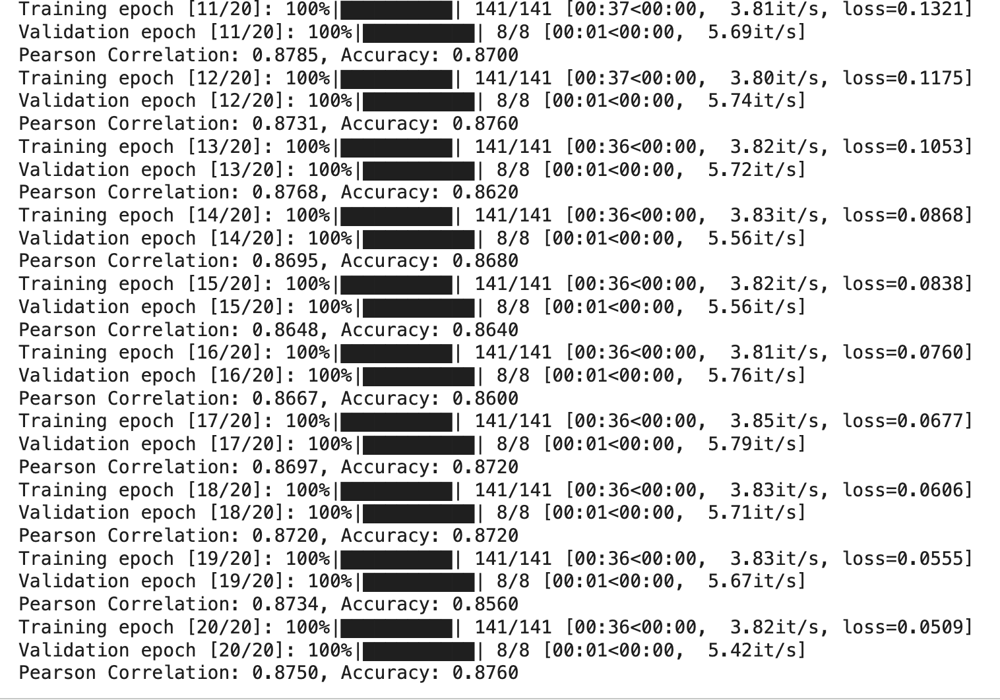 Training epoch [11/20]: 100%|██████████| 141/141 [00:37<00:00,  3.81it/s, loss=0.1321]
Validation epoch [11/20]: 100%|██████████| 8/8 [00:01<00:00,  5.69it/s]
Pearson Correlation: 0.8785, Accuracy: 0.8700
Training epoch [12/20]: 100%|██████████| 141/141 [00:37<00:00,  3.80it/s, loss=0.1175]
Validation epoch [12/20]: 100%|██████████| 8/8 [00:01<00:00,  5.74it/s]
Pearson Correlation: 0.8731, Accuracy: 0.8760
Training epoch [13/20]: 100%|██████████| 141/141 [00:36<00:00,  3.82it/s, loss=0.1053]
Validation epoch [13/20]: 100%|██████████| 8/8 [00:01<00:00,  5.72it/s]
Pearson Correlation: 0.8768, Accuracy: 0.8620
Training epoch [14/20]: 100%|██████████| 141/141 [00:36<00:00,  3.83it/s, loss=0.0868]
Validation epoch [14/20]: 100%|██████████| 8/8 [00:01<00:00,  5.56it/s]
Pearson Correlation: 0.8695, Accuracy: 0.8680
Training epoch [15/20]: 100%|██████████| 141/141 [00:36<00:00,  3.82it/s, loss=0.0838]
Validation epoch [15/20]: 100%|██████████| 8/8 [00:01<00:00,  5.56it/s]
Pearson Correlation: 0.8648, Accuracy: 0.8640
Training epoch [16/20]: 100%|██████████| 141/141 [00:36<00:00,  3.81it/s, loss=0.0760]
Validation epoch [16/20]: 100%|██████████| 8/8 [00:01<00:00,  5.76it/s]
Pearson Correlation: 0.8667, Accuracy: 0.8600
Training epoch [17/20]: 100%|██████████| 141/141 [00:36<00:00,  3.85it/s, loss=0.0677]
Validation epoch [17/20]: 100%|██████████| 8/8 [00:01<00:00,  5.79it/s]
Pearson Correlation: 0.8697, Accuracy: 0.8720
Training epoch [18/20]: 100%|██████████| 141/141 [00:36<00:00,  3.83it/s, loss=0.0606]
Validation epoch [18/20]: 100%|██████████| 8/8 [00:01<00:00,  5.71it/s]
Pearson Correlation: 0.8720, Accuracy: 0.8720
Training epoch [19/20]: 100%|██████████| 141/141 [00:36<00:00,  3.83it/s, loss=0.0555]
Validation epoch [19/20]: 100%|██████████| 8/8 [00:01<00:00,  5.67it/s]
Pearson Correlation: 0.8734, Accuracy: 0.8560
Training epoch [20/20]: 100%|██████████| 141/141 [00:36<00:00,  3.82it/s, loss=0.0509]
Validation epoch [20/20]: 100%|██████████| 8/8 [00:01<00:00,  5.42it/s]
Pearson Correlation: 0.8750, Accuracy: 0.8760